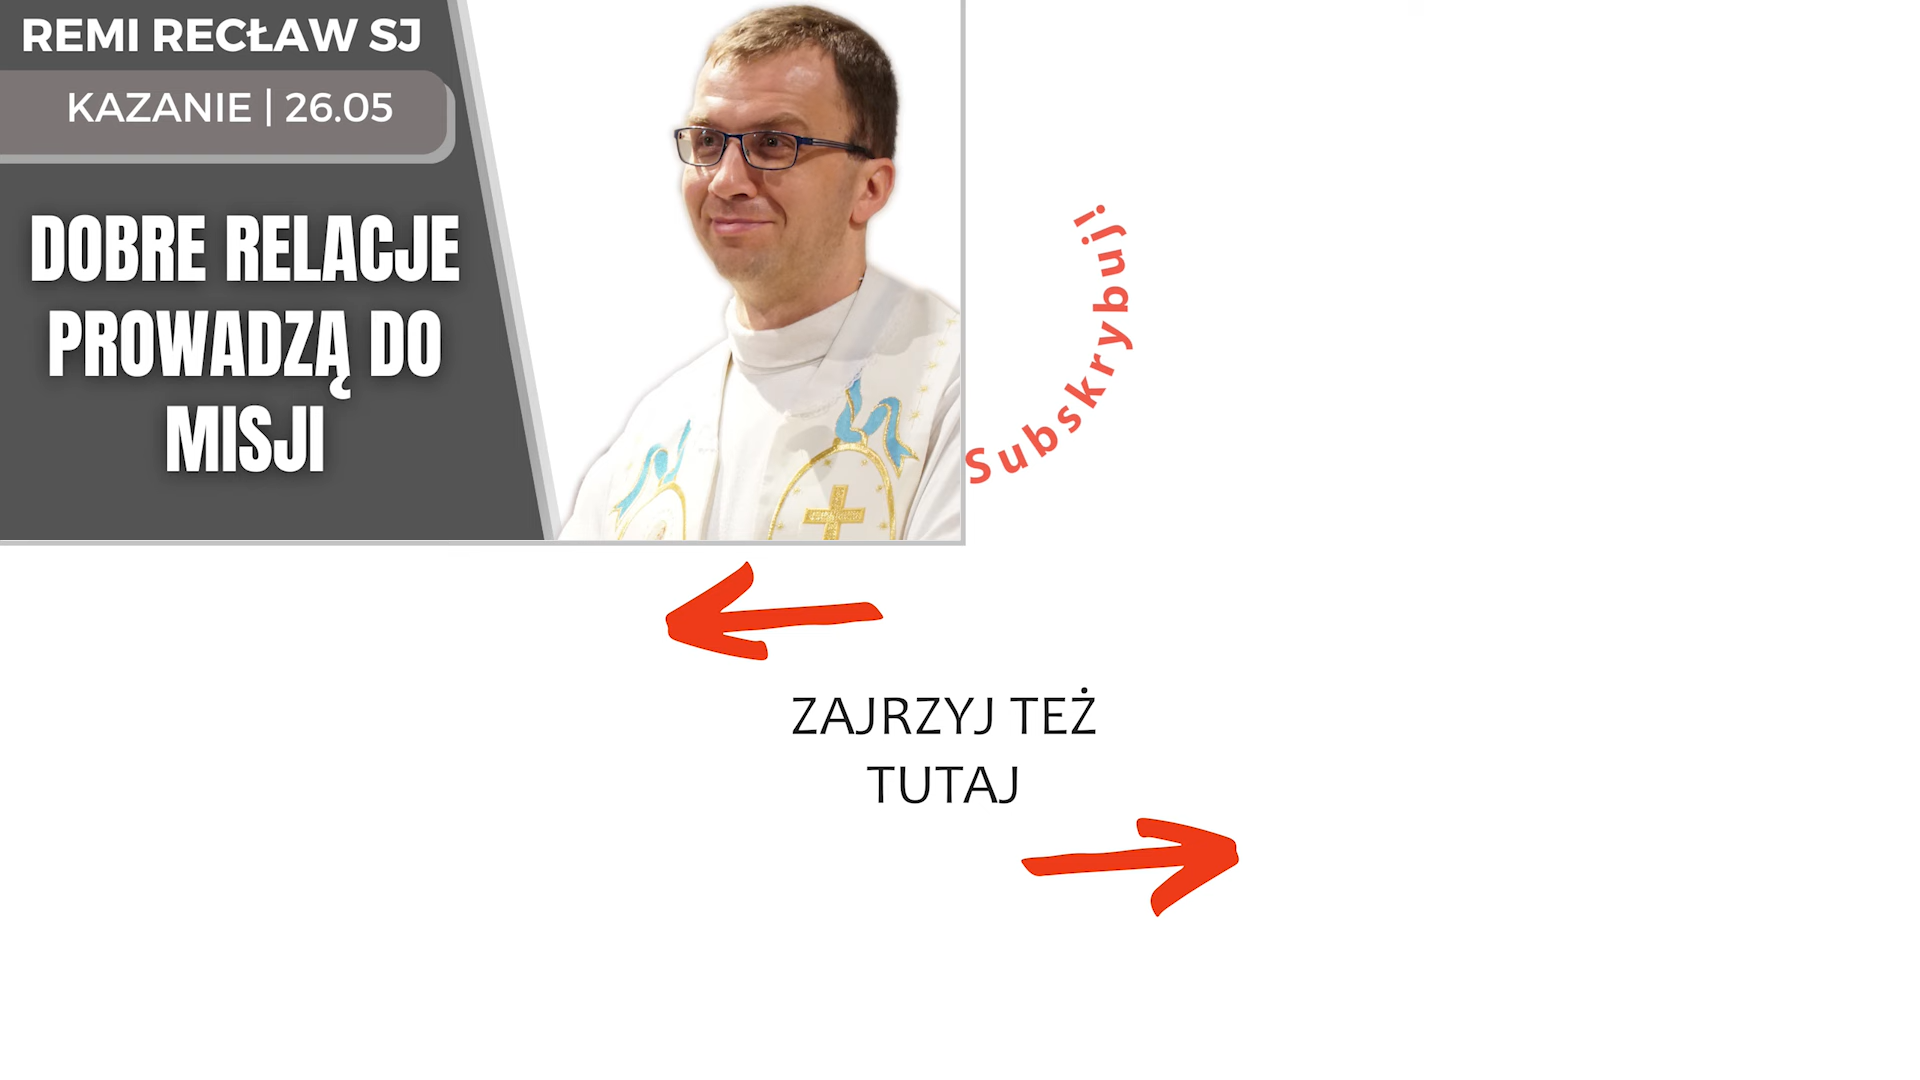 REMI RECŁAW SJ
KAZANIE | 26.05
DOBRE RELACJE
PROWADZĄ DO
MISJI
Subskrybuj!
ZAJRZYJ TEŻ
TUTAJ